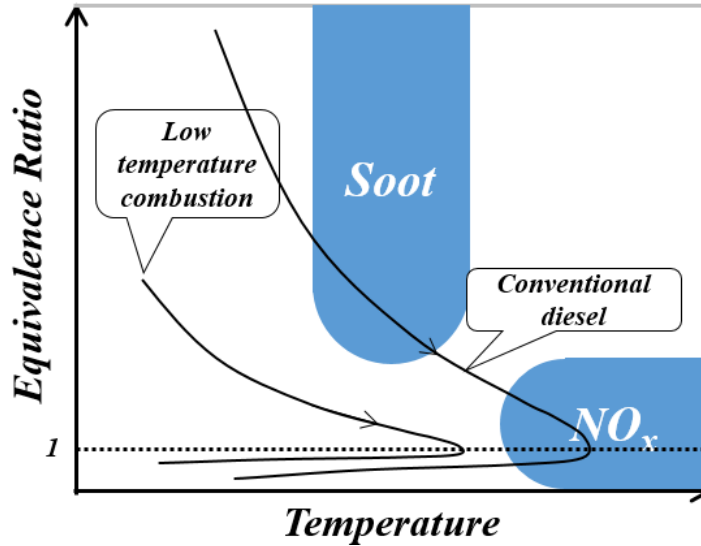 Equivalence Ratio
Low
temperature
combustion
Soot
Conventional
diesel
NOx
1
Temperature